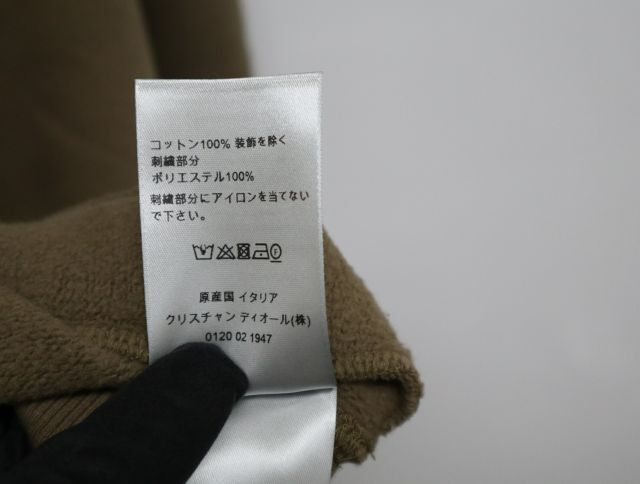 コットン100% 装飾を除く
刺繍部分
ポリエステル100%
刺繍部分にアイロンを当てない
で下さい。
原産国 イタリア
クリスチャン ディオール(株)
0120 02 1947